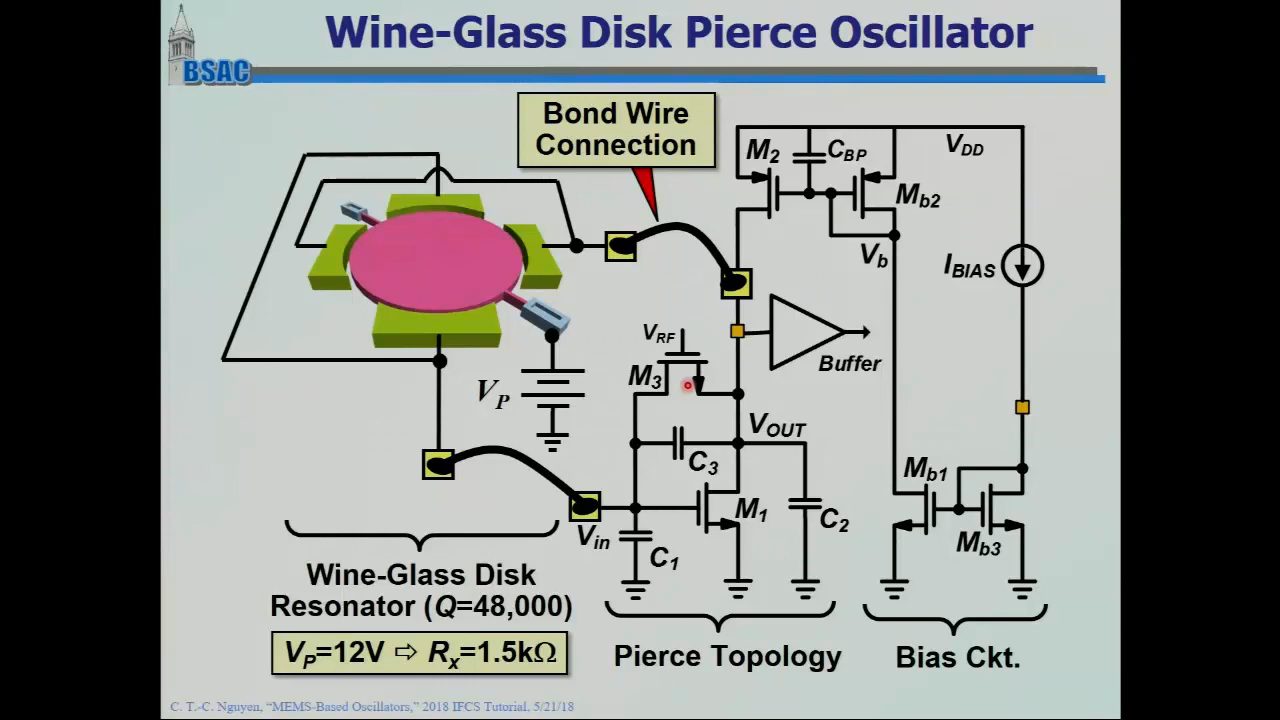 Wine-Glass Disk Pierce Oscillator
BSAC
Bond Wire
Connection
M2
CBP
VDD
Mb2
Vb
IBIAS
VRF
M3
Buffer
VP
VOUT
C3
Mb1
M1
C2
Mb3
Vin
C1
Wine-Glass Disk
Resonator (Q=48,000)
VP=12V ⇨ Rx=1.5kΩ
Pierce Topology
Bias Ckt.
C. T.-C. Nguyen, "MEMS-Based Oscillators," 2018 IFCS Tutorial, 5/21/18